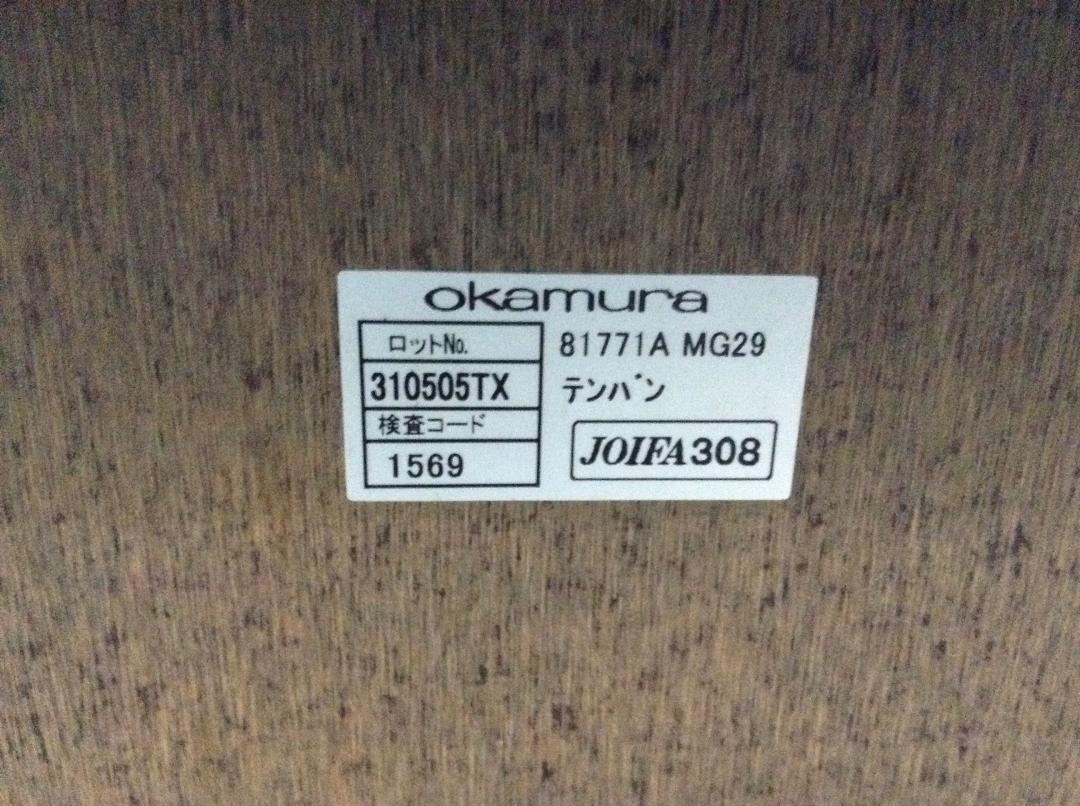 okamura
ロットNo.
310505TX
検査コード
1569
81771A MG29
テンバン
JOIFA308